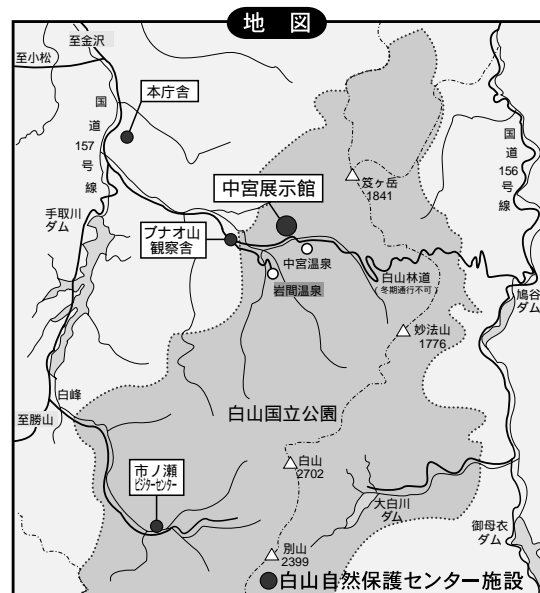 地　図
至金沢
至小松
国道157号線
本庁舎
国道156号線
笈ヶ岳
1841
中宮展示館
手取川
ダム
ブナオ山
観察舎
中宮温泉
岩間温泉
白山林道
(冬期通行不可)
鳩谷
ダム
妙法山
1776
白峰
至勝山
白山国立公園
市ノ瀬
ビジターセンター
白山
2702
大白川
ダム
御母衣
ダム
別山
2399
●白山自然保護センター施設